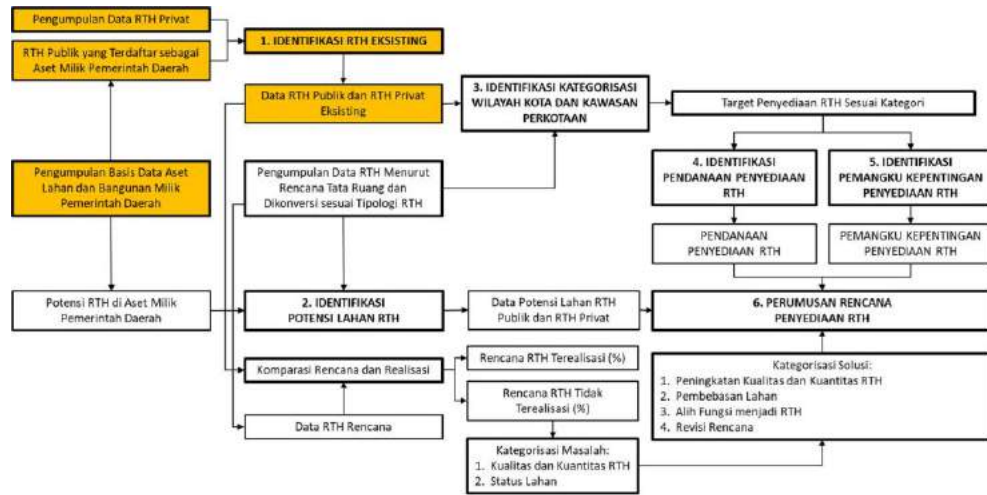 Pengumpulan Data RTH Privat
RTH Publik yang Terdaftar sebagai
Aset Milik Pemerintah Daerah
1. IDENTIFIKASI RTH EKSISTING
Data RTH Publik dan RTH Privat
Eksisting
3. IDENTIFIKASI KATEGORISASI
WILAYAH KOTA DAN KAWASAN
PERKOTAAN
Target Penyediaan RTH Sesuai Kategori
Pengumpulan Basis Data Aset
Lahan dan Bangunan Milik
Pemerintah Daerah
Pengumpulan Data RTH Menurut
Rencana Tata Ruang dan
Dikonversi sesuai Tipologi RTH
4. IDENTIFIKASI
PENDANAAN PENYEDIAAN
RTH
5. IDENTIFIKASI
PEMANGKU KEPENTINGAN
PENYEDIAAN RTH
PENDANAAN
PENYEDIAAN RTH
PEMANGKU KEPENTINGAN
PENYEDIAAN RTH
Potensi RTH di Aset Milik
Pemerintah Daerah
2. IDENTIFIKASI
POTENSI LAHAN RTH
Data Potensi Lahan RTH
Publik dan RTH Privat
6. PERUMUSAN RENCANA
PENYEDIAAN RTH
Komparasi Rencana dan Realisasi
Rencana RTH Terealisasi (%)
Rencana RTH Tidak
Terealisasi (%)
Data RTH Rencana
Kategorisasi Masalah:
1. Kualitas dan Kuantitas RTH
2. Status Lahan
Kategorisasi Solusi:
1. Peningkatan Kualitas dan Kuantitas RTH
2. Pembebasan Lahan
3. Alih Fungsi menjadi RTH
4. Revisi Rencana